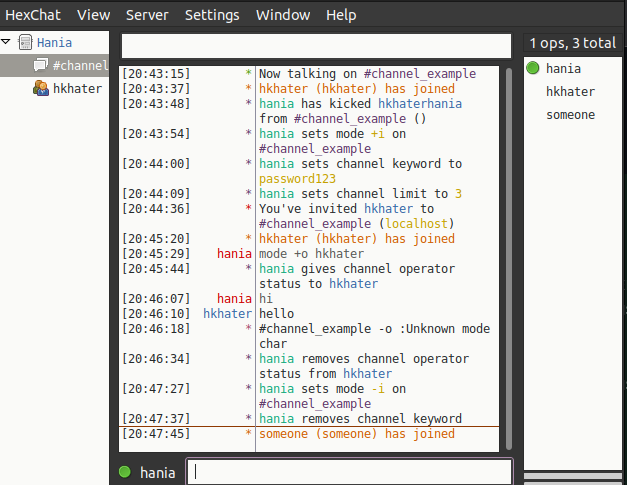 HexChat View Server Settings Window Help
Hania
#channel
hkhater
1 ops, 3 total
hania
hkhater
someone
[20:43:15] * Now talking on #channel_example
[20:43:37] * hkhater (hkhater) has joined
[20:43:48] * hania has kicked hkhaterhania
from #channel_example ()
[20:43:54] * hania sets mode +i on
#channel_example
[20:44:00] * hania sets channel keyword to
password123
[20:44:09] * hania sets channel limit to 3
[20:44:36] * You've invited hkhater to
#channel_example (localhost)
[20:45:20] * hkhater (hkhater) has joined
[20:45:29] hania mode +o hkhater
[20:45:44] * hania gives channel operator
status to hkhater
[20:46:07] hania hi
[20:46:10] hkhater hello
[20:46:18] * #channel_example -o :Unknown mode
char
[20:46:34] * hania removes channel operator
status from hkhater
[20:47:27] * hania sets mode -i on
#channel_example
[20:47:37] * hania removes channel keyword
[20:47:45] * someone (someone) has joined
hania